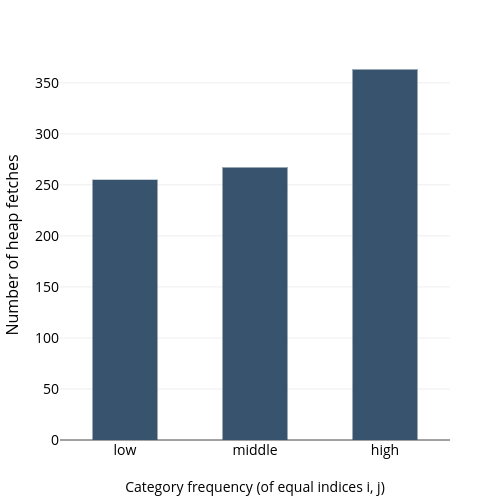 Number of heap fetches
350
300
250
200
150
100
50
0
low middle high
Category frequency (of equal indices i, j)